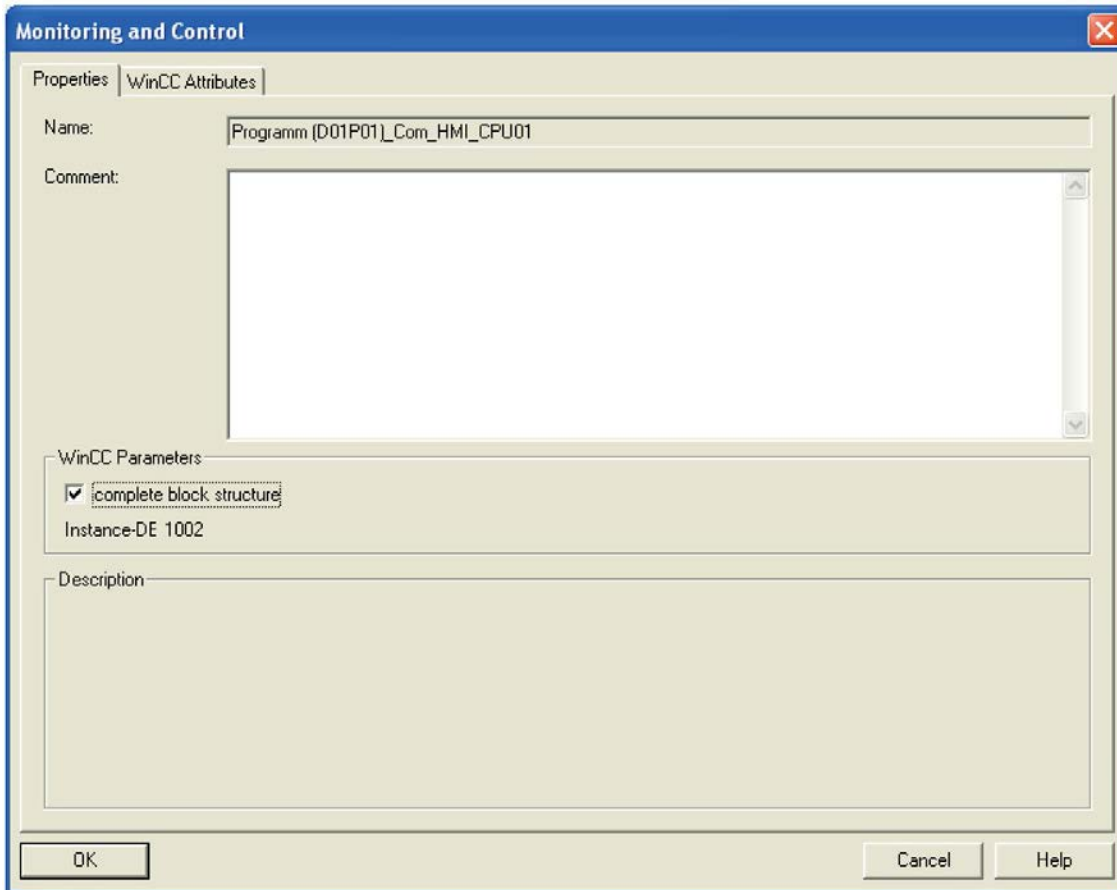 Monitoring and Control
Properties
WinCC Attributes
Name:
Programm (D01P01)_Com_HMI_CPU01
Comment:
WinCC Parameters
complete block structure
Instance-DE 1002
Description
OK
Cancel
Help